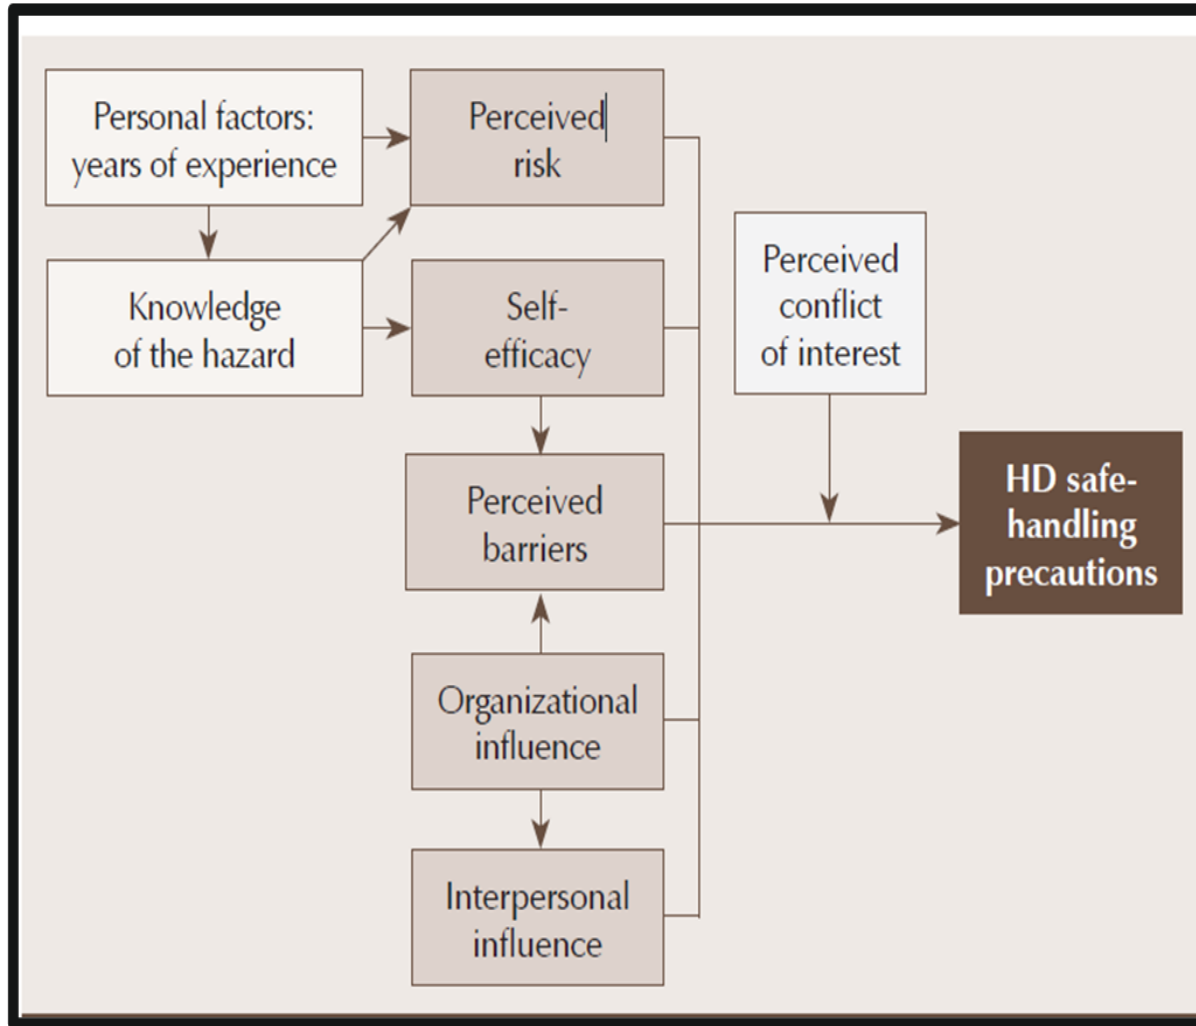 Personal factors:
years of experience
Perceived
risk
Knowledge
of the hazard
Self-
efficacy
Perceived
conflict
of interest
Perceived
barriers
HD safe-
handling
precautions
Organizational
influence
Interpersonal
influence